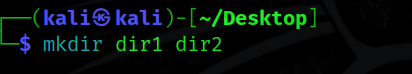 ┌──(kali㉿kali)-[~/Desktop]
└─$ mkdir dir1 dir2